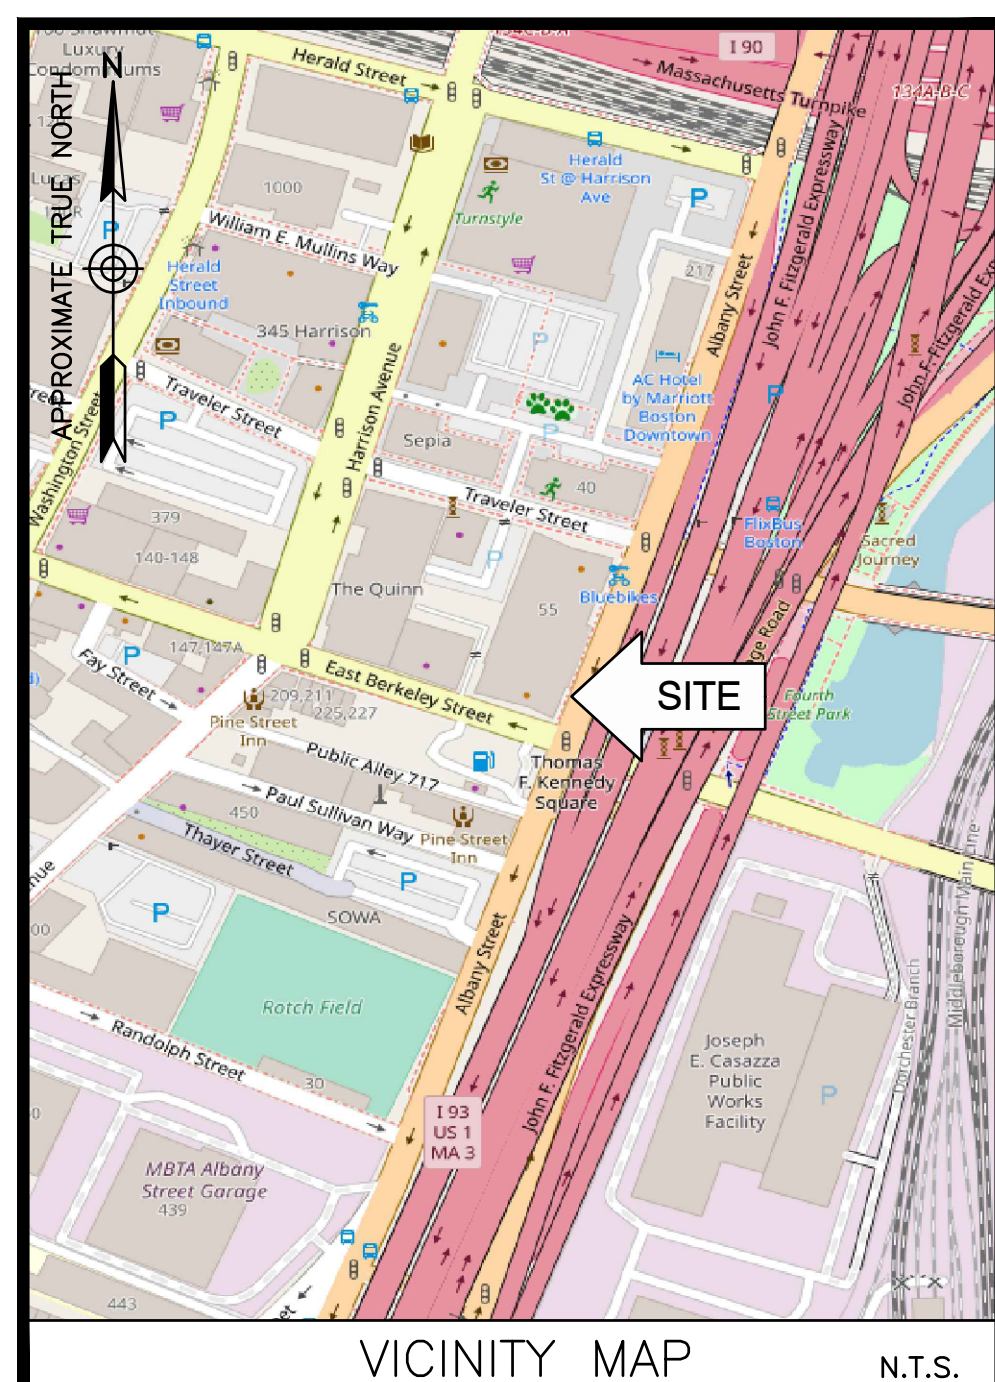 Luxury
Condominiums
N
APPROXIMATE TRUE NORTH
Herald Street
I 90
Massachusetts Turnpike
134A-B-C
Lucas
1000
Herald
St @ Harrison
Ave
Turnstyle
P
P
William E. Mullins Way
Herald
Street
Inbound
217
Albany Street
John F. Fitzgerald Expressway
John F. Fitzgerald Exp
345 Harrison
Harrison Avenue
P
AC Hotel
by Marriott
Boston
Downtown
P
Traveler Street
P
P
Washington Street
Sepia
40
Traveler Street
379
FlixBus
Boston
Sacred
Journey
140-148
P
The Quinn
55
Bluebikes
147,147A
P
Fay Street
East Berkeley Street
209,211
225,227
Pine Street
Inn
SITE
Fourth
Street Park
Public Alley 717
Thomas
F. Kennedy
Square
Paul Sullivan Way
450
Pine Street
Inn
Thayer Street
P
P
SOWA
Albany Street
John F. Fitzgerald Expressway
Middleborough Main Line
Dorchester Branch
Rotch Field
Randolph Street
30
Joseph
E. Casazza
Public
Works
Facility
P
I 93
US 1
MA 3
MBTA Albany
Street Garage
439
443
VICINITY MAP
N.T.S.